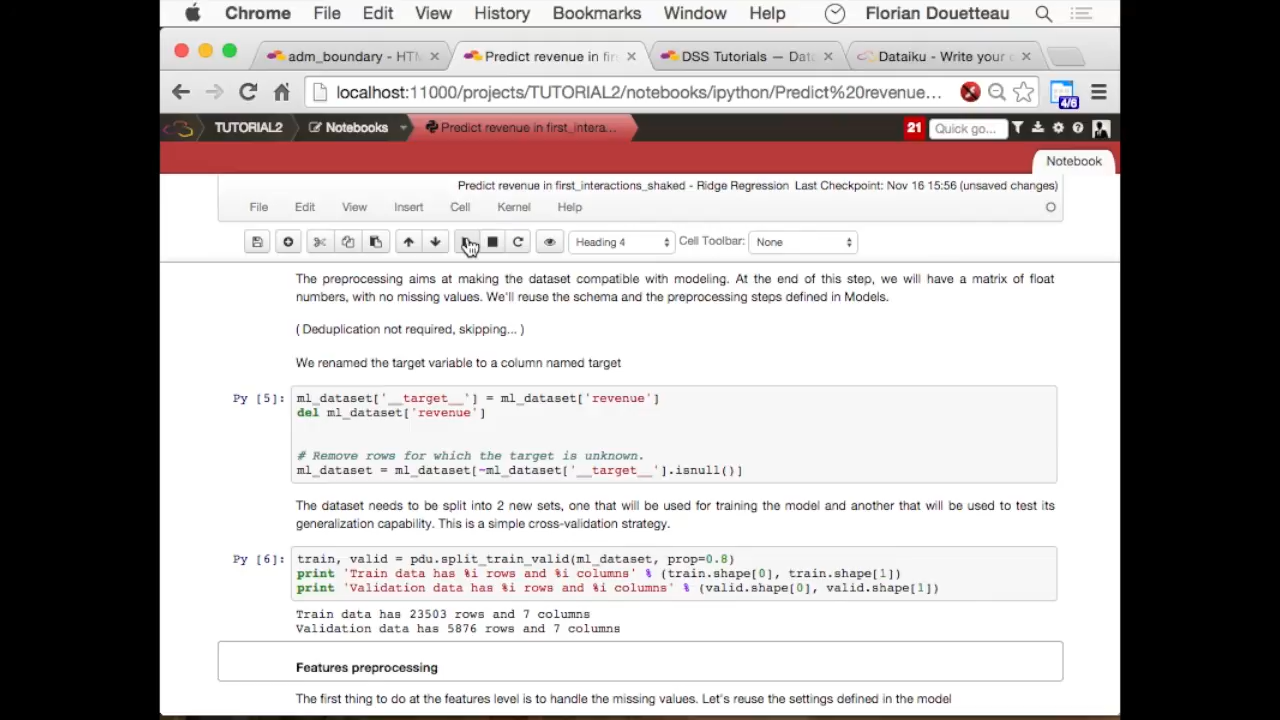 Chrome File Edit View History Bookmarks Window Help Florian Douetteau
adm_boundary - HTM
Predict revenue in fir
DSS Tutorials — Data
Dataiku - Write your
localhost:11000/projects/TUTORIAL2/notebooks/ipython/Predict%20revenue...
4/6
TUTORIAL2 Notebooks Predict revenue in first_intera... 21 Quick go...
Notebook
Predict revenue in first_interactions_shaked - Ridge Regression Last Checkpoint: Nov 16 15:56 (unsaved changes)
File Edit View Insert Cell Kernel Help
Heading 4 Cell Toolbar: None
The preprocessing aims at making the dataset compatible with modeling. At the end of this step, we will have a matrix of float
numbers, with no missing values. We'll reuse the schema and the preprocessing steps defined in Models.
( Deduplication not required, skipping... )
We renamed the target variable to a column named target
Py [5]: ml_dataset['__target__'] = ml_dataset['revenue']
del ml_dataset['revenue']
# Remove rows for which the target is unknown.
ml_dataset = ml_dataset[~ml_dataset['__target__'].isnull()]
The dataset needs to be split into 2 new sets, one that will be used for training the model and another that will be used to test its
generalization capability. This is a simple cross-validation strategy.
Py [6]: train, valid = pdu.split_train_valid(ml_dataset, prop=0.8)
print 'Train data has %i rows and %i columns' % (train.shape[0], train.shape[1])
print 'Validation data has %i rows and %i columns' % (valid.shape[0], valid.shape[1])
Train data has 23503 rows and 7 columns
Validation data has 5876 rows and 7 columns
Features preprocessing
The first thing to do at the features level is to handle the missing values. Let's reuse the settings defined in the model